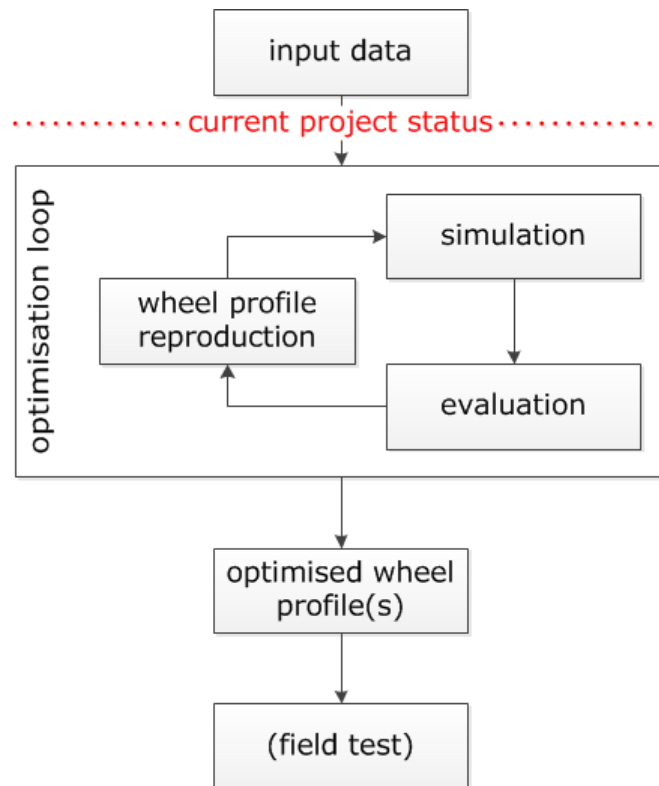 input data
current project status
optimisation loop
simulation
wheel profile
reproduction
evaluation
optimised wheel
profile(s)
(field test)